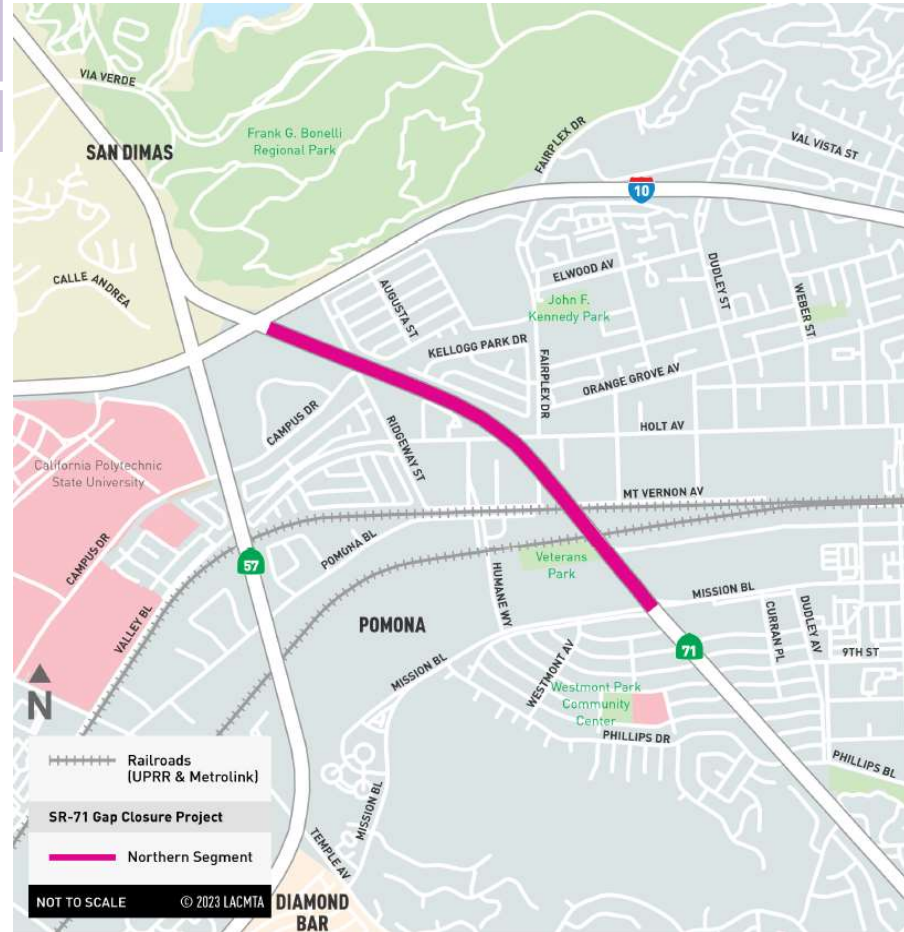 VIA VERDE
SAN DIMAS
Frank G. Bonelli
Regional Park
FAIRPLEX DR
VAL VISTA ST
10
CALLE ANDREA
AUGUSTA ST
ELWOOD AV
DUDLEY ST
WEBER ST
John F.
Kennedy Park
KELLOGG PARK DR
FAIRPLEX DR
ORANGE GROVE AV
CAMPUS DR
RIDGEWAY ST
HOLT AV
California Polytechnic
State University
MT VERNON AV
CAMPUS DR
57
POMONA BL
Veterans
Park
VALLEY BL
HUMANE WY
MISSION BL
POMONA
CURRAN PL
DUDLEY AV
71
9TH ST
MISSION BL
WESTMONT AV
Westmont Park
Community
Center
PHILLIPS DR
PHILLIPS BL
N
MISSION BL
TEMPLE AV
Railroads
(UPRR & Metrolink)
SR-71 Gap Closure Project
Northern Segment
NOT TO SCALE
© 2023 LACMTA
DIAMOND
BAR